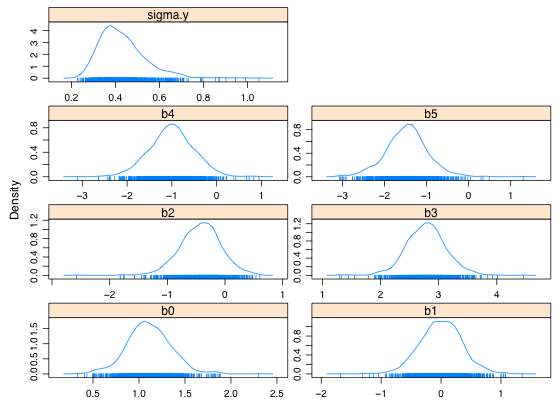 sigma.y
0 1 2 3 4
0.2 0.4 0.6 0.8 1.0
b4 b5
0.0 0.4 0.8 0.0 0.4 0.8
−3 −2 −1 0 1 −3 −2 −1 0 1
Density
b2 b3
0.0 0.4 0.8 1.2 0.0 0.4 0.8 1.2
−2 −1 0 1 1 2 3 4
b0 b1
0.0 0.5 1.0 1.5 0.0 0.4 0.8
0.5 1.0 1.5 2.0 2.5 −2 −1 0 1